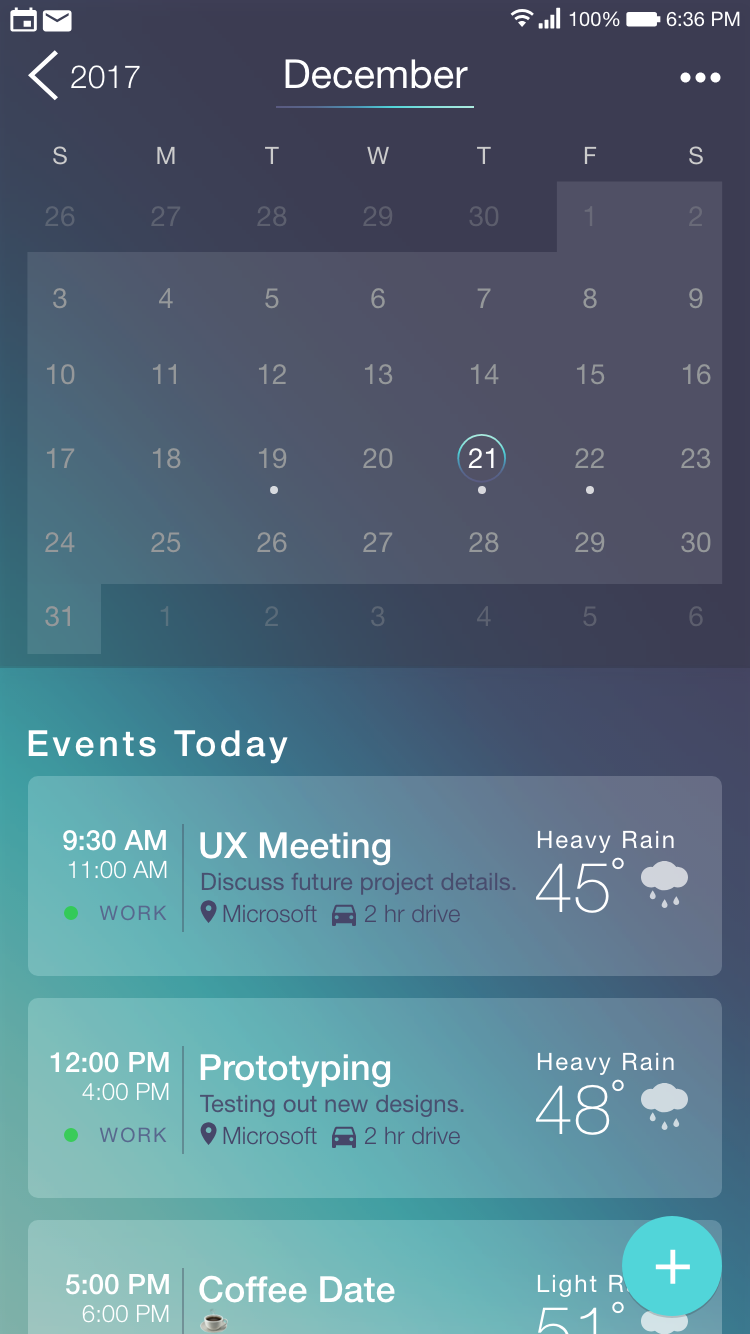 100% 6:36 PM
2017 December
S M T W T F S
26 27 28 29 30 1 2
3 4 5 6 7 8 9
10 11 12 13 14 15 16
17 18 19 20 21 22 23
24 25 26 27 28 29 30
31 1 2 3 4 5 6
Events Today
9:30 AM
11:00 AM
WORK
UX Meeting
Discuss future project details.
Microsoft 2 hr drive
Heavy Rain
45°
12:00 PM
4:00 PM
WORK
Prototyping
Testing out new designs.
Microsoft 2 hr drive
Heavy Rain
48°
5:00 PM
6:00 PM
Coffee Date
Light
51°
+